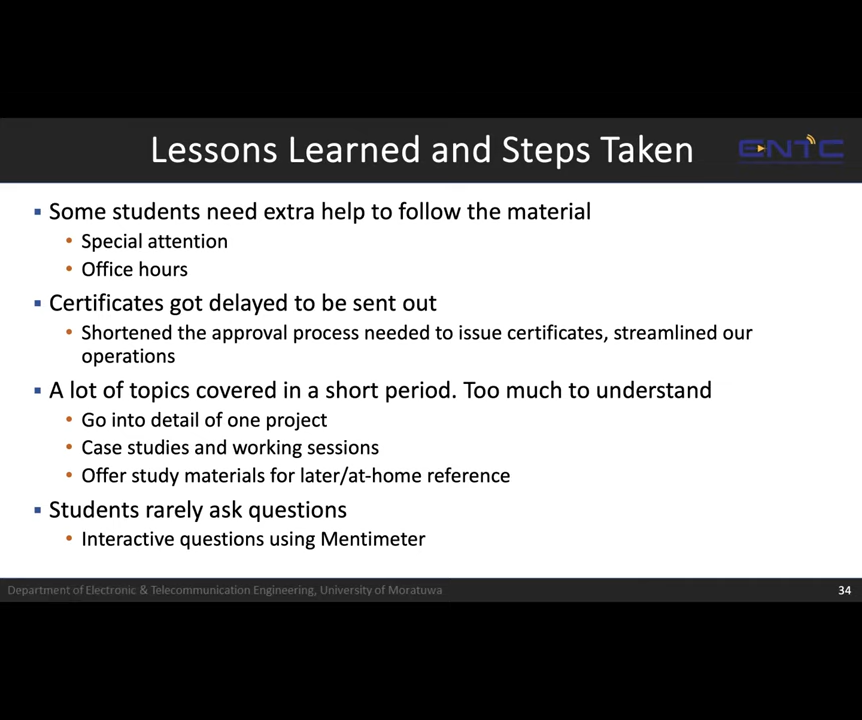 Lessons Learned and Steps Taken
ENTC
Some students need extra help to follow the material
Special attention
Office hours
Certificates got delayed to be sent out
Shortened the approval process needed to issue certificates, streamlined our
operations
A lot of topics covered in a short period. Too much to understand
Go into detail of one project
Case studies and working sessions
Offer study materials for later/at-home reference
Students rarely ask questions
Interactive questions using Mentimeter
Department of Electronic & Telecommunication Engineering, University of Moratuwa
34